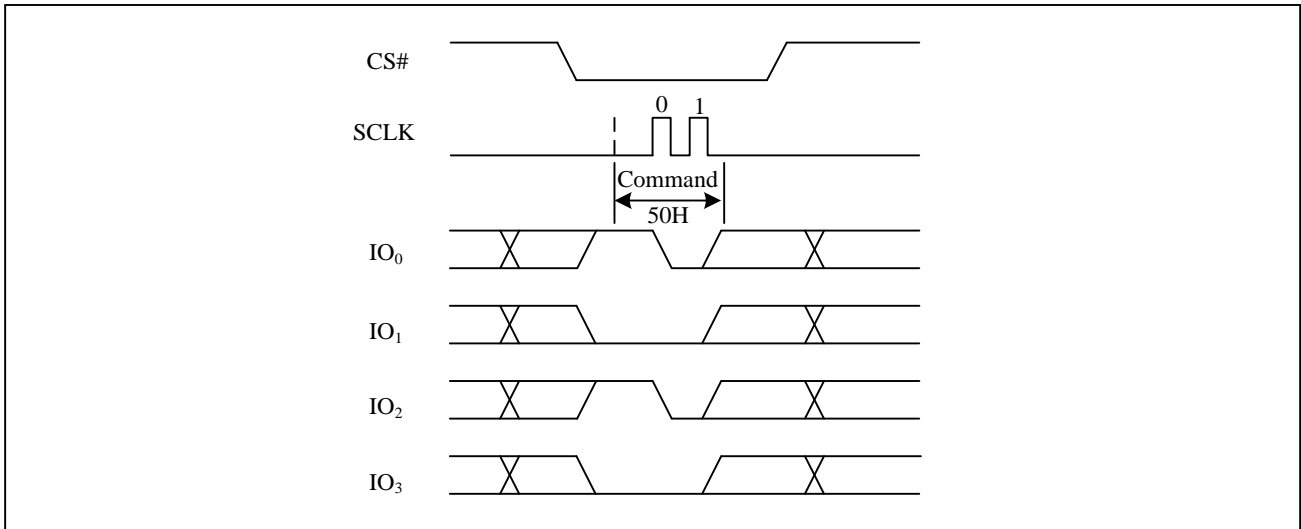 CS#
0 1
SCLK
Command
50H
IO₀
IO₁
IO₂
IO₃